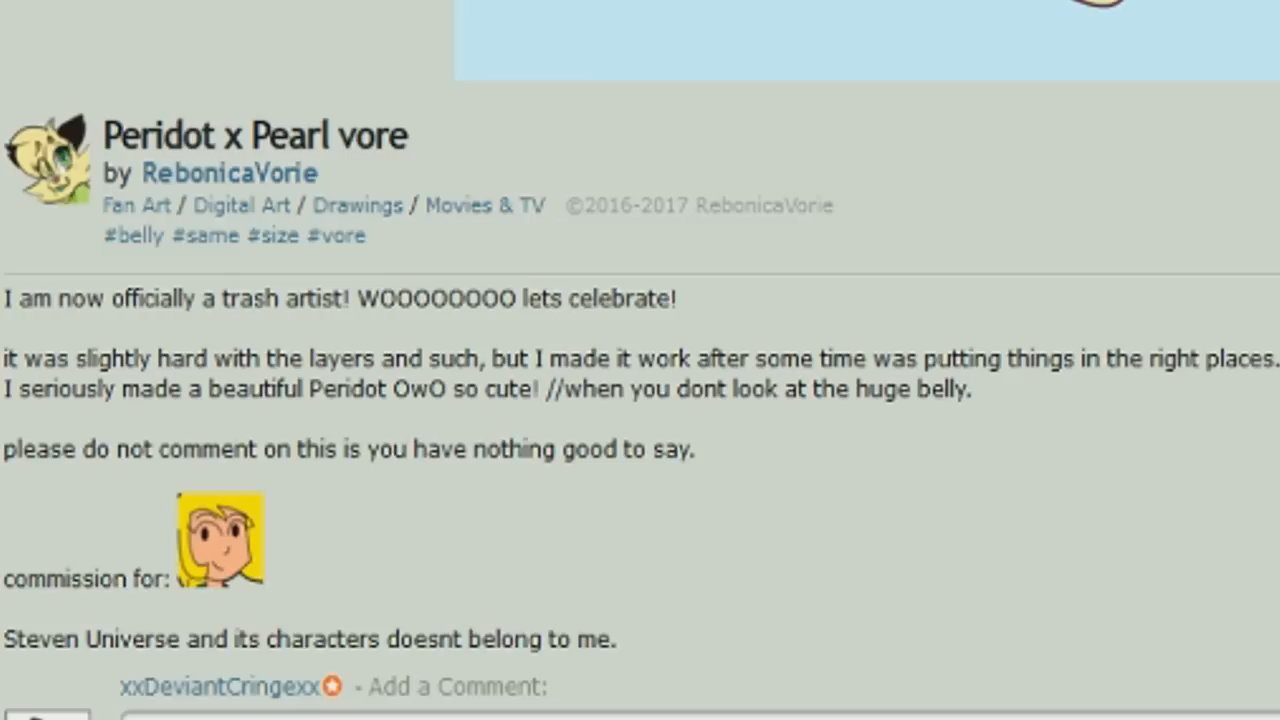 Peridot x Pearl vore
by RebonicaVorie
Fan Art / Digital Art / Drawings / Movies & TV ©2016-2017 RebonicaVorie
#belly #same #size #vore
I am now officially a trash artist! WOOOOOOOO lets celebrate!
it was slightly hard with the layers and such, but I made it work after some time was putting things in the right places.
I seriously made a beautiful Peridot OwO so cute! //when you dont look at the huge belly.
please do not comment on this is you have nothing good to say.
commission for:
Steven Universe and its characters doesnt belong to me.
xxDeviantCringexx - Add a Comment: